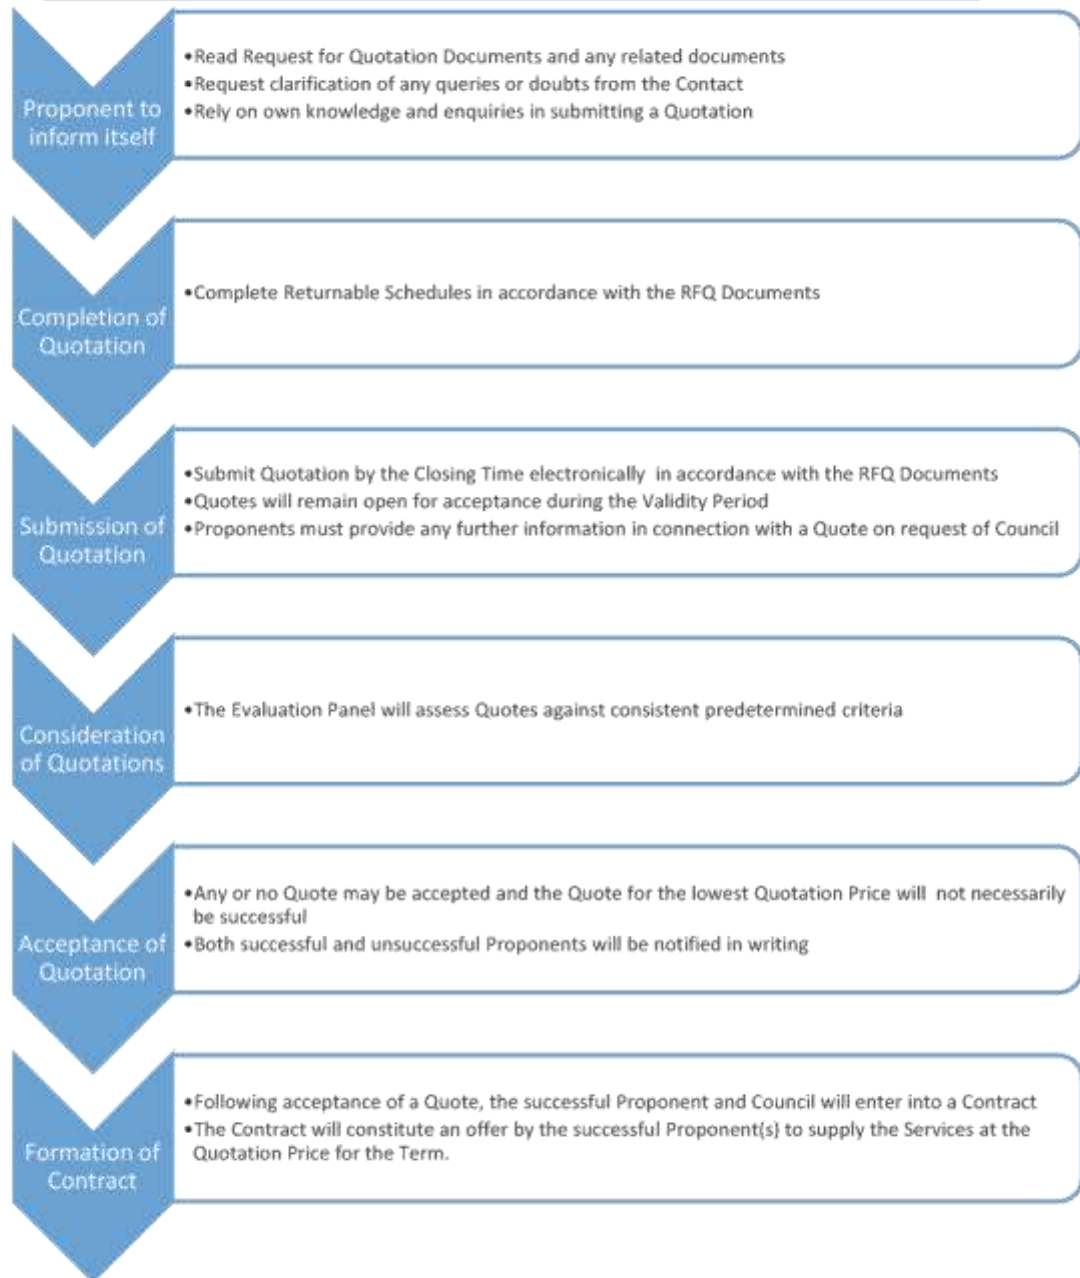 Proponent to
inform itself
•Read Request for Quotation Documents and any related documents
•Request clarification of any queries or doubts from the Contact
•Rely on own knowledge and enquiries in submitting a Quotation
Completion of
Quotation
•Complete Returnable Schedules in accordance with the RFQ Documents
Submission of
Quotation
•Submit Quotation by the Closing Time electronically in accordance with the RFQ Documents
•Quotes will remain open for acceptance during the Validity Period
•Proponents must provide any further information in connection with a Quote on request of Council
Consideration
of Quotations
•The Evaluation Panel will assess Quotes against consistent predetermined criteria
Acceptance of
Quotation
•Any or no Quote may be accepted and the Quote for the lowest Quotation Price will not necessarily
be successful
•Both successful and unsuccessful Proponents will be notified in writing
Formation of
Contract
•Following acceptance of a Quote, the successful Proponent and Council will enter into a Contract
•The Contract will constitute an offer by the successful Proponent(s) to supply the Services at the
Quotation Price for the Term.